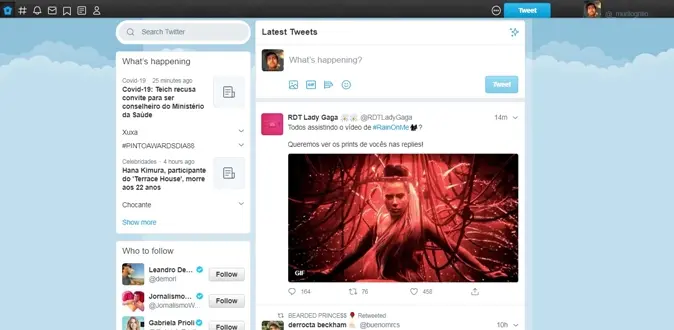 Tweet
Search Twitter
What's happening
Covid-19 · 25 minutes ago
Covid-19: Teich recusa
convite para ser
conselheiro do Ministério
da Saúde
Xuxa
#PINTOAWARDSDIA$$
Celebridades · 4 hours ago
Hana Kimura, participante
do 'Terrace House', morre
aos 22 anos
Chocante
Show more
Who to follow
Leandro De...
@demori
Follow
Jornalismo...
@JornalismoW...
Follow
Gabriela Prioli
Follow
Latest Tweets
What's happening?
GIF
Tweet
RDT Lady Gaga @RDTLadyGaga 14m
Todos assistindo o vídeo de #RainOnMe ?
Queremos ver os prints de vocês nas replies!
GIF
164 76 458
BEARDED PRINCE$$ Retweeted
derrocta beckham @buenomrcs 10h